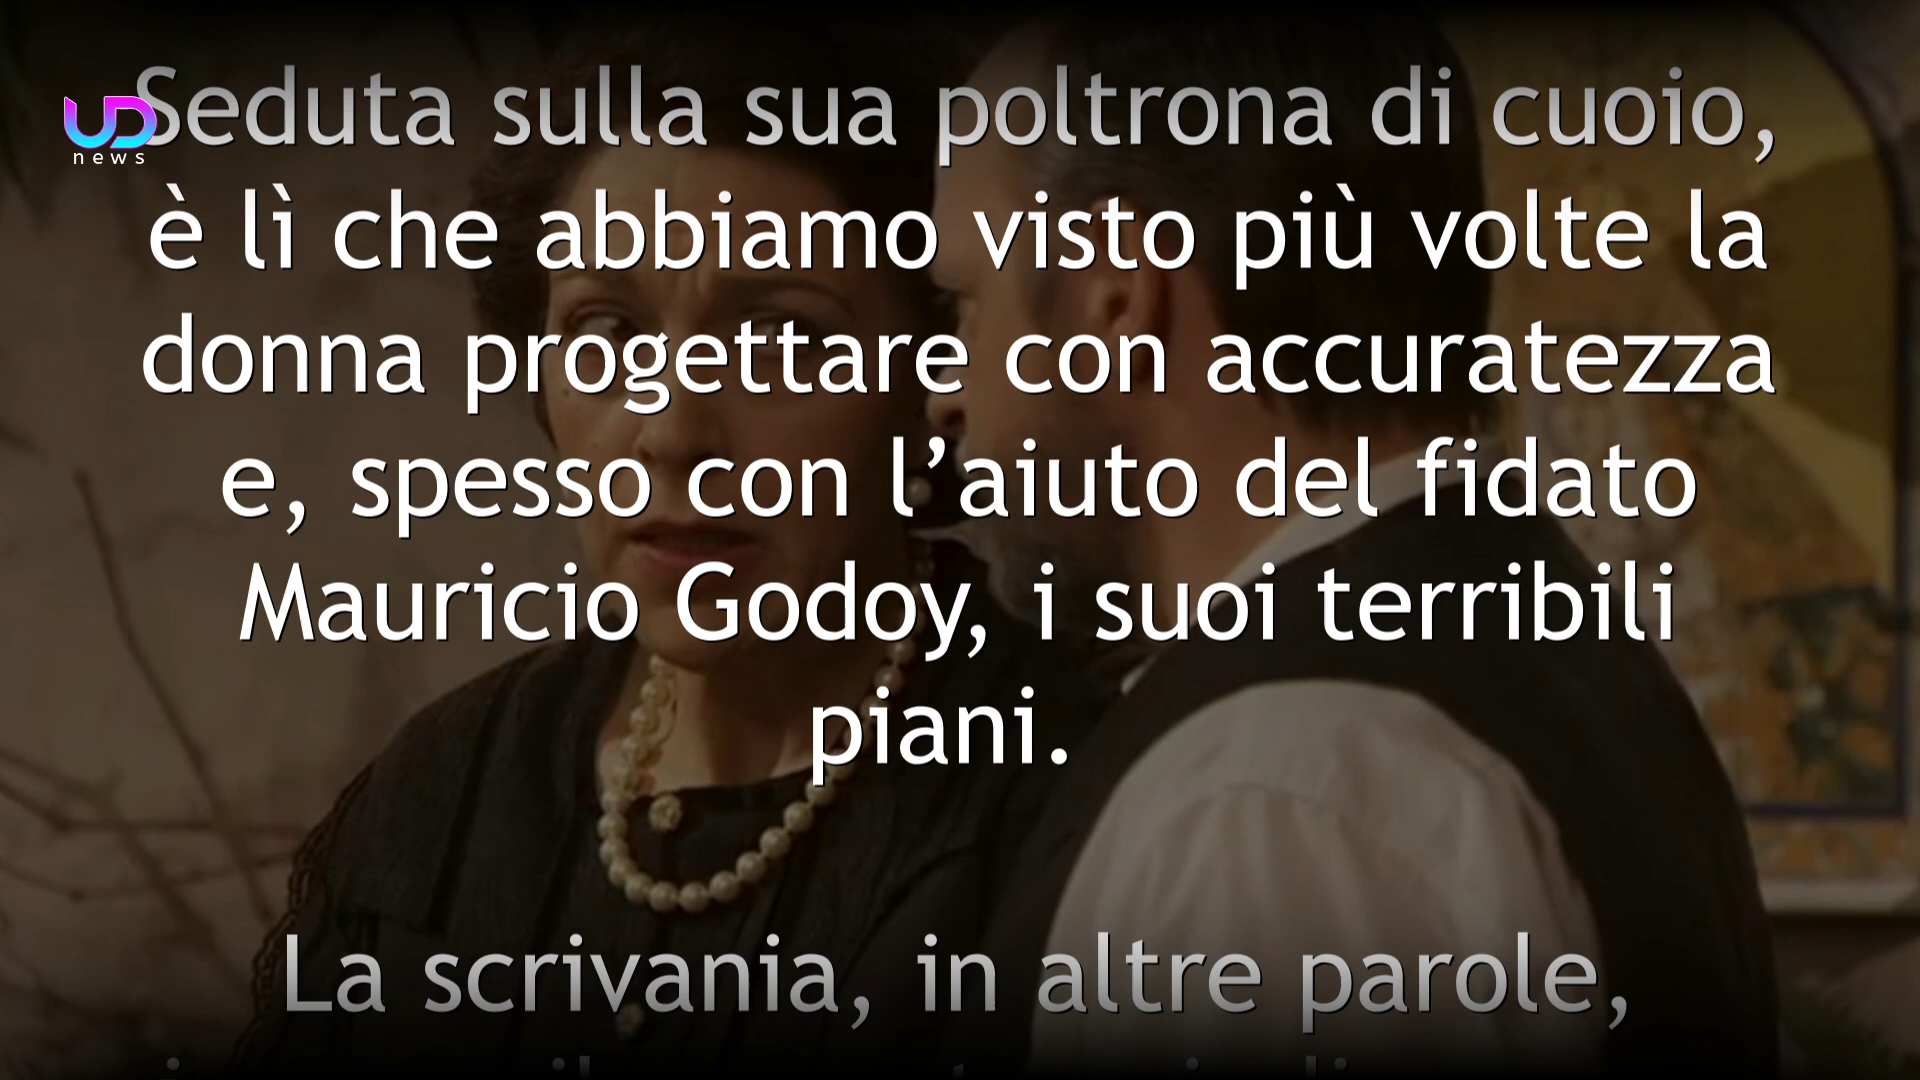 UD
news
Seduta sulla sua poltrona di cuoio,
è lì che abbiamo visto più volte la
donna progettare con accuratezza
e, spesso con l’aiuto del fidato
Mauricio Godoy, i suoi terribili
piani.
La scrivania, in altre parole,